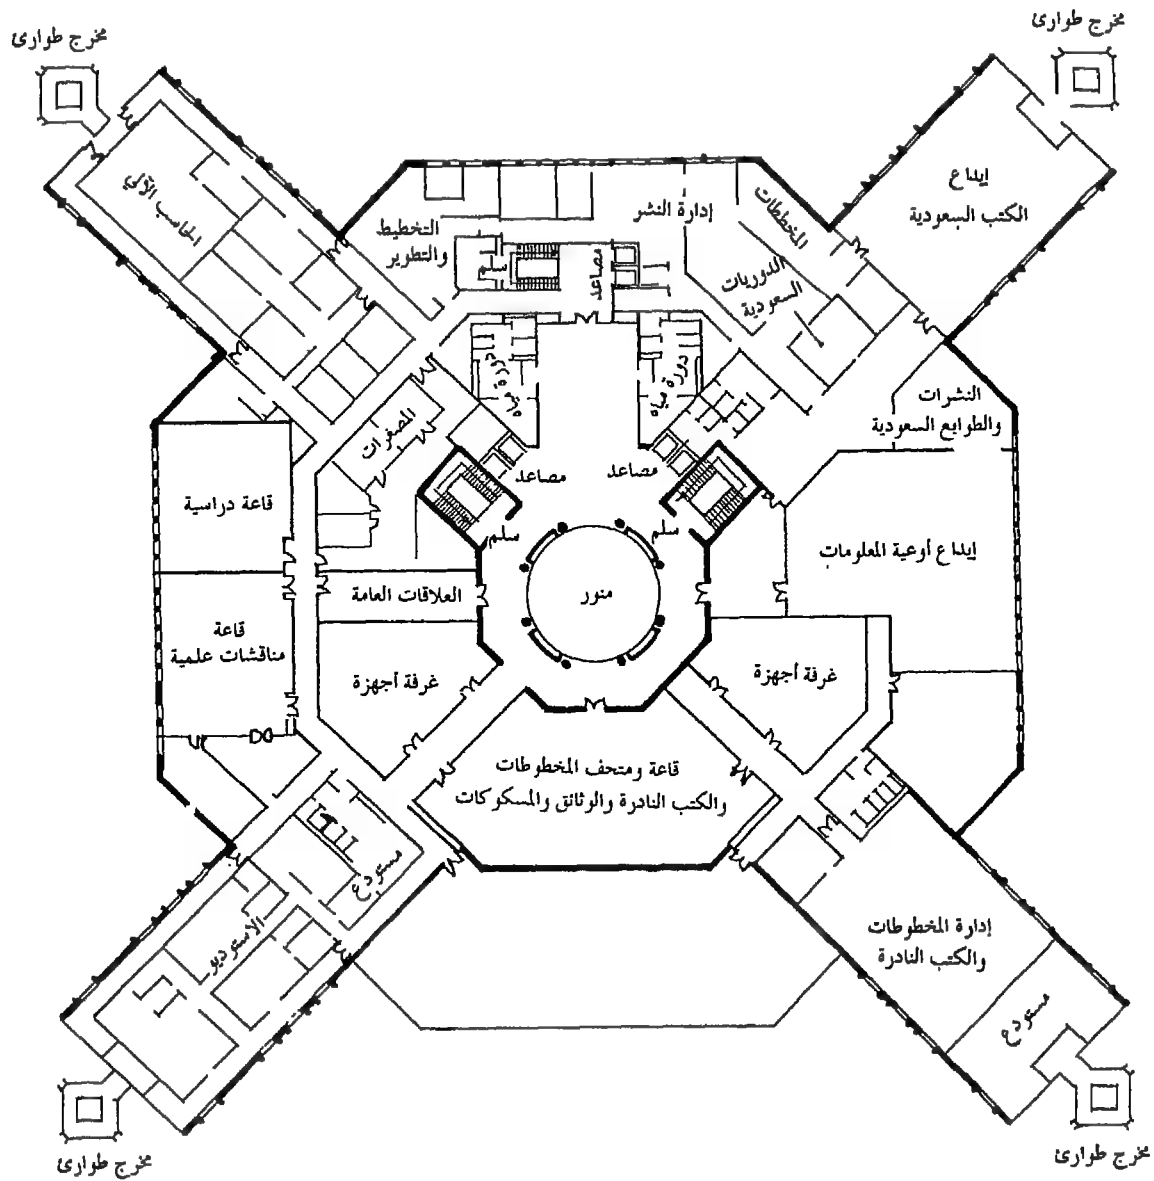 مخرج طوارئ
مخرج طوارئ
إيداع
الكتب السعودية
الحاسب الآلي
المخططات
إدارة النشر
التخطيط
والتطوير
سلم
مصاعد
الدوريات
السعودية
دورة مياه
دورة مياه
النشرات
والطوابع السعودية
المصغرات
مصاعد
مصاعد
قاعة دراسية
سلم
سلم
إيداع أوعية المعلومات
منور
العلاقات العامة
قاعة
مناقشات علمية
غرفة أجهزة
غرفة أجهزة
قاعة ومتحف المخطوطات
والكتب النادرة والوثائق والمسكوكات
مستودع
الاستوديو
إدارة المخطوطات
والكتب النادرة
مستودع
مخرج طوارئ
مخرج طوارئ